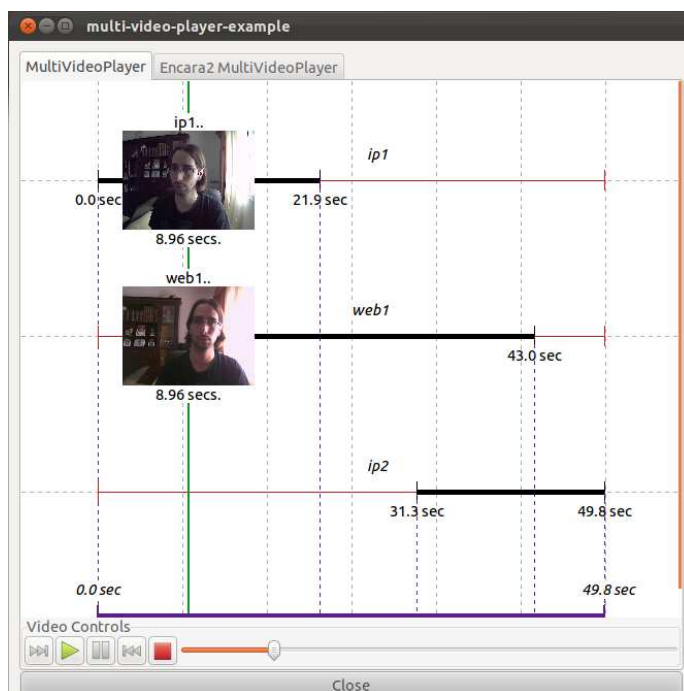 multi-video-player-example
MultiVideoPlayer
Encara2 MultiVideoPlayer
ip1..
ip1
0.0 sec
21.9 sec
8.96 secs.
web1..
web1
43.0 sec
8.96 secs.
ip2
31.3 sec
49.8 sec
0.0 sec
49.8 sec
Video Controls
Close